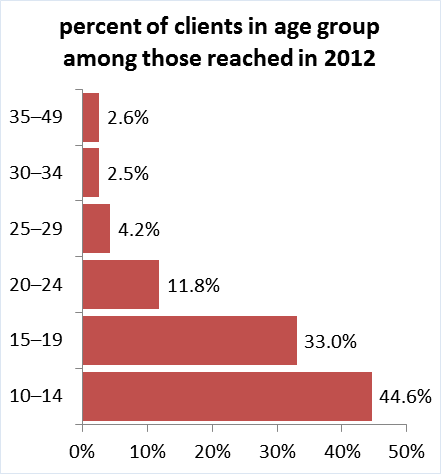 percent of clients in age group
among those reached in 2012
35–49 2.6%
30–34 2.5%
25–29 4.2%
20–24 11.8%
15–19 33.0%
10–14 44.6%
0% 10% 20% 30% 40% 50%